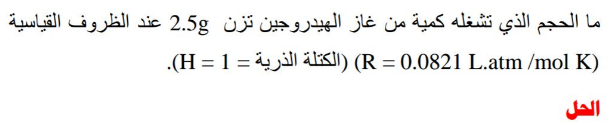 ما الحجم الذي تشغله كمية من غاز الهيدروجين تزن 2.5g عند الظروف القياسية
(R = 0.0821 L.atm /mol K) (الكتلة الذرية = H = 1).
الحل